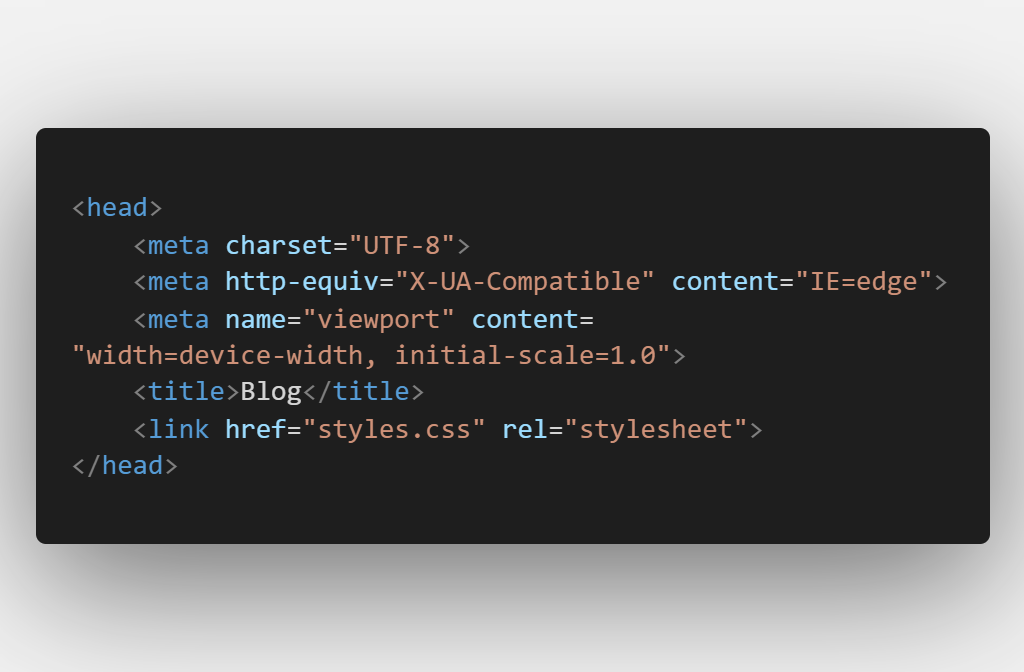 <head>
    <meta charset="UTF-8">
    <meta http-equiv="X-UA-Compatible" content="IE=edge">
    <meta name="viewport" content=
"width=device-width, initial-scale=1.0">
    <title>Blog</title>
    <link href="styles.css" rel="stylesheet">
</head>